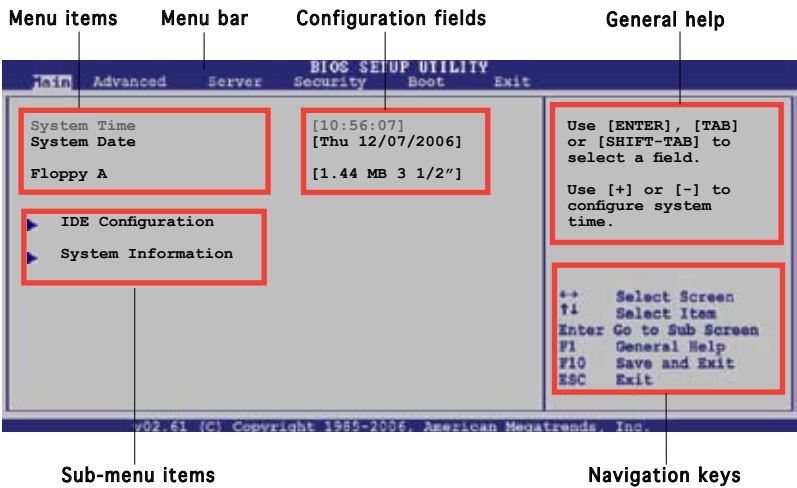 Menu items Menu bar Configuration fields General help
BIOS SETUP UTILITY
Main Advanced Server Security Boot Exit
System Time [10:56:07]
System Date [Thu 12/07/2006]
Floppy A [1.44 MB 3 1/2″]
IDE Configuration
System Information
Use [ENTER], [TAB]
or [SHIFT-TAB] to
select a field.
Use [+] or [-] to
configure system
time.
←→ Select Screen
↑↓ Select Item
Enter Go to Sub Screen
F1 General Help
F10 Save and Exit
ESC Exit
v02.61 (C) Copyright 1985-2006, American Megatrends, Inc.
Sub-menu items Navigation keys